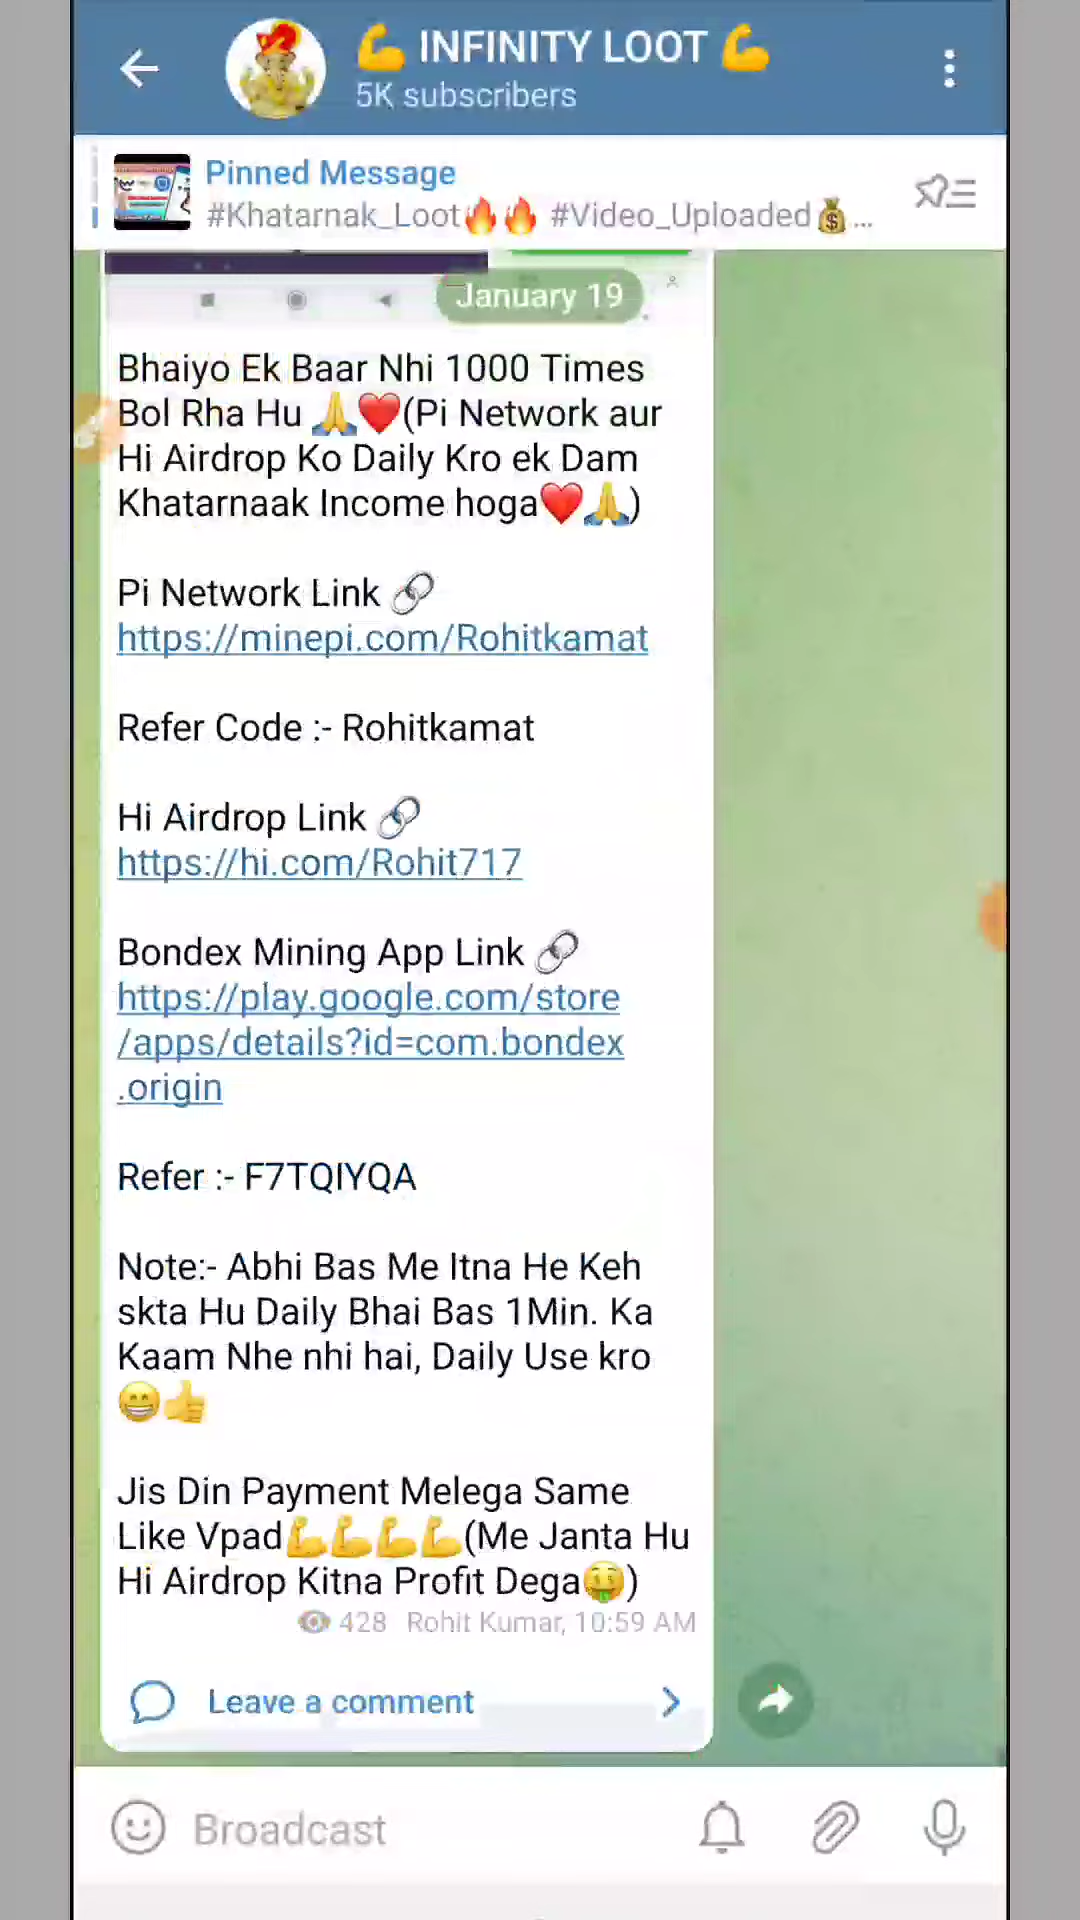 💪 INFINITY LOOT 💪
5K subscribers
Pinned Message
#Khatarnak_Loot🔥🔥 #Video_Uploaded💰...
January 19
Bhaiyo Ek Baar Nhi 1000 Times
Bol Rha Hu 🙏❤️(Pi Network aur
Hi Airdrop Ko Daily Kro ek Dam
Khatarnaak Income hoga❤️🙏)
Pi Network Link 🔗
https://minepi.com/Rohitkamat
Refer Code :- Rohitkamat
Hi Airdrop Link 🔗
https://hi.com/Rohit717
Bondex Mining App Link 🔗
https://play.google.com/store
/apps/details?id=com.bondex
.origin
Refer :- F7TQIYQA
Note:- Abhi Bas Me Itna He Keh
skta Hu Daily Bhai Bas 1Min. Ka
Kaam Nhe nhi hai, Daily Use kro
😁👍
Jis Din Payment Melega Same
Like Vpad💪💪💪💪(Me Janta Hu
Hi Airdrop Kitna Profit Dega🤑)
428 Rohit Kumar, 10:59 AM
Leave a comment
Broadcast